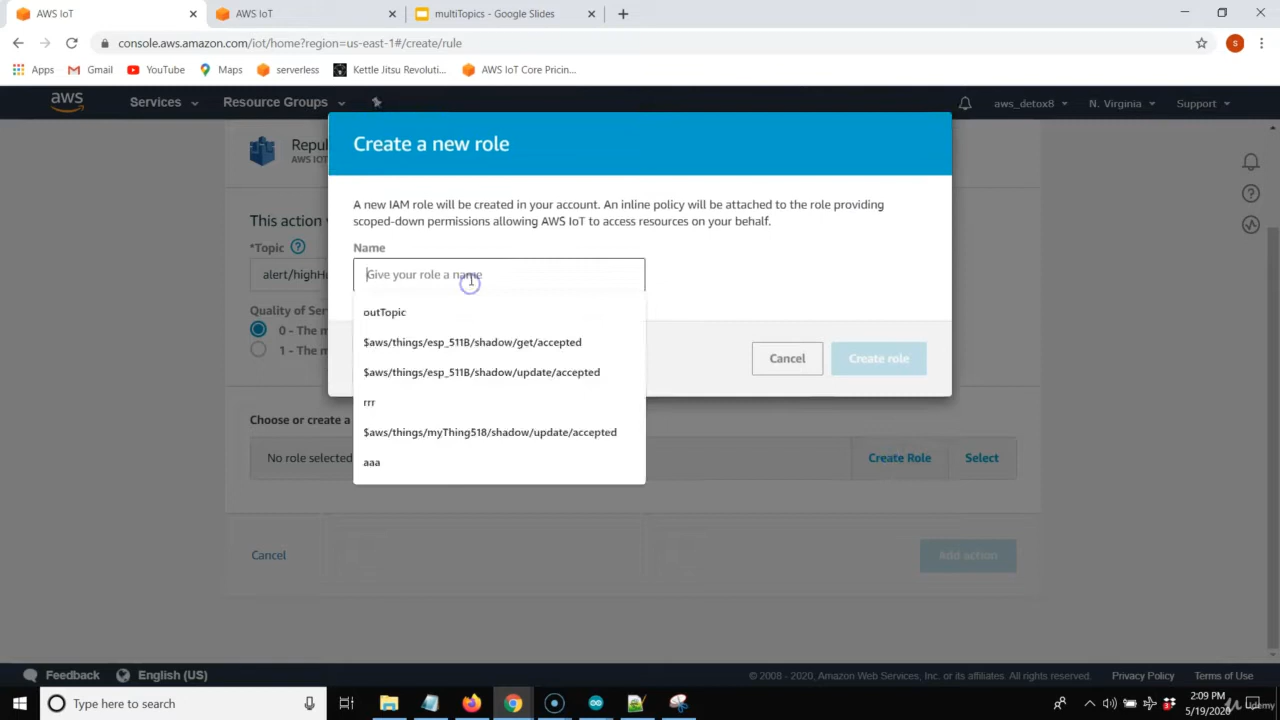 AWS IoT
AWS IoT
multiTopics - Google Slides
console.aws.amazon.com/iot/home?region=us-east-1#/create/rule
S
Apps
Gmail
YouTube
Maps
serverless
Kettle Jitsu Revoluti...
AWS IoT Core Pricin...
aws
Services
Resource Groups
aws_detox8
N. Virginia
Support
Repul
AWS IOT
Create a new role
A new IAM role will be created in your account. An inline policy will be attached to the role providing
scoped-down permissions allowing AWS IoT to access resources on your behalf.
This action
*Topic
Name
alert/highHu
Give your role a name
outTopic
Quality of Serv
0 - The m
1 - The m
$aws/things/esp_511B/shadow/get/accepted
$aws/things/esp_511B/shadow/update/accepted
rrr
$aws/things/myThing518/shadow/update/accepted
aaa
Cancel
Create role
Choose or create a
No role selected
Create Role
Select
Cancel
Add action
Feedback
English (US)
© 2008 - 2020, Amazon Web Services, Inc. or its affiliates. All rights reserved.
Privacy Policy
Terms of Use
Type here to search
2:09 PM
5/19/2020
Udemy